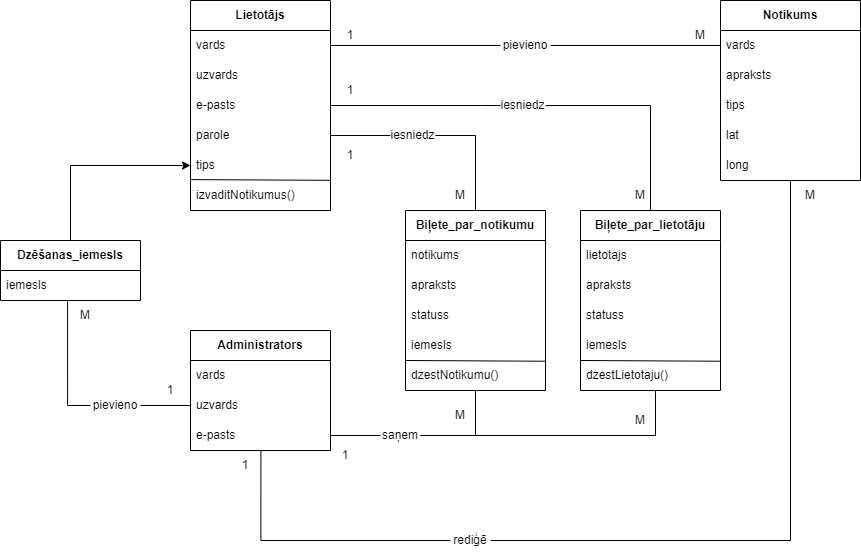 Lietotājs
vards
uzvards
e-pasts
parole
tips
izvaditNotikumus()
1
pievieno
M
1
iesniedz
M
1
iesniedz
M
Notikums
vards
apraksts
tips
lat
long
M
Dzēšanas_iemesls
iemesls
M
pievieno
1
Biļete_par_notikumu
notikums
apraksts
statuss
iemesls
dzestNotikumu()
M
Biļete_par_lietotāju
lietotajs
apraksts
statuss
iemesls
dzestLietotaju()
M
Administrators
vards
uzvards
e-pasts
saņem
1
1
rediģē